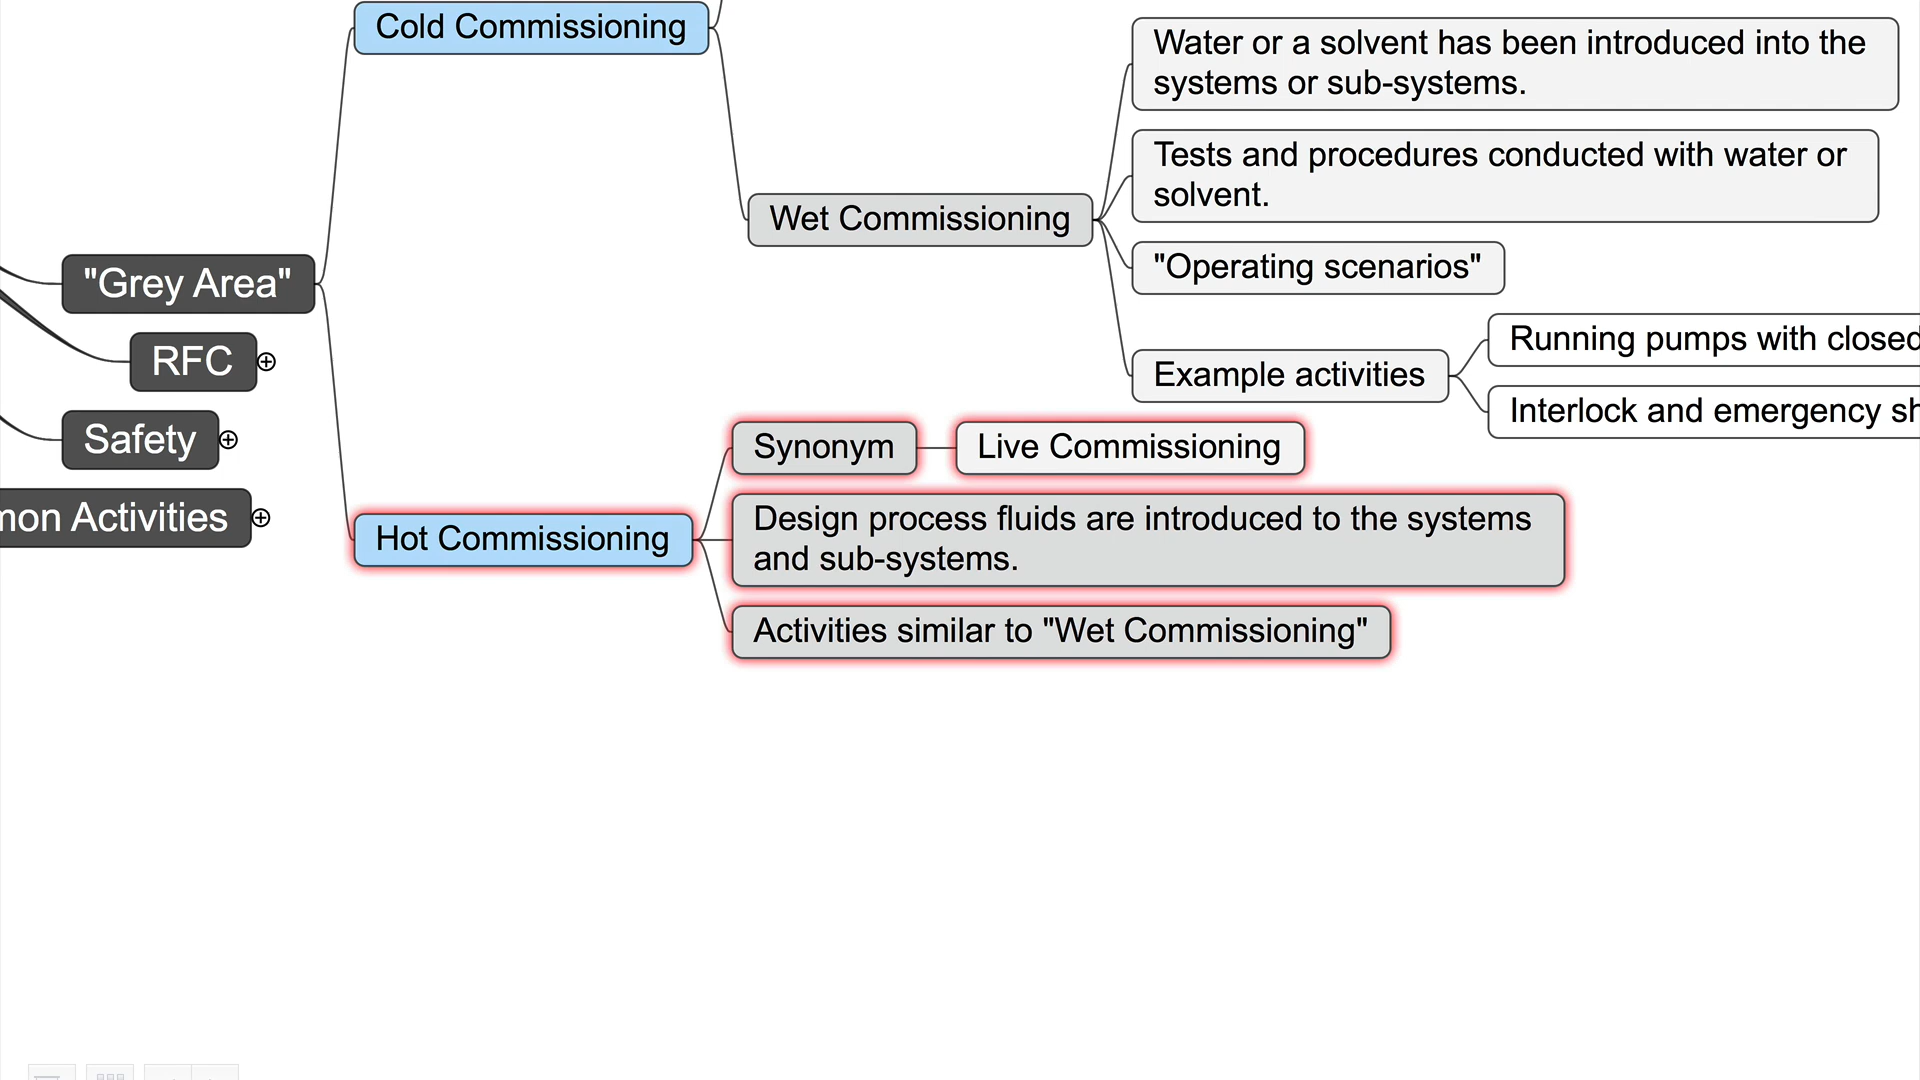 Cold Commissioning
Water or a solvent has been introduced into the
systems or sub-systems.
Tests and procedures conducted with water or
solvent.
Wet Commissioning
"Operating scenarios"
"Grey Area"
Running pumps with closed
RFC
Example activities
Interlock and emergency sh
Safety
Synonym
Live Commissioning
mon Activities
Hot Commissioning
Design process fluids are introduced to the systems
and sub-systems.
Activities similar to "Wet Commissioning"